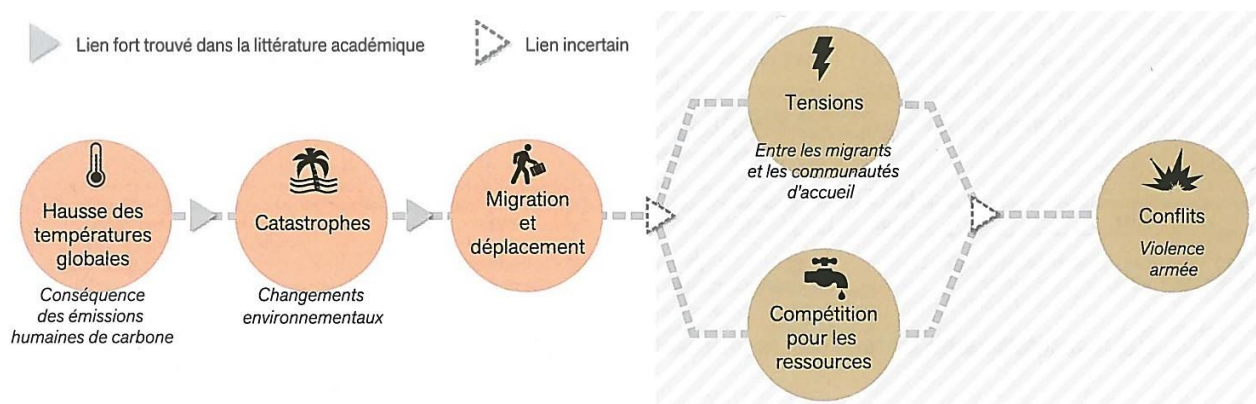 Lien fort trouvé dans la littérature académique
Lien incertain
Hausse des
températures
globales
Conséquence
des émissions
humaines de carbone
Catastrophes
Changements
environnementaux
Migration
et
déplacement
Tensions
Entre les migrants
et les communautés
d'accueil
Compétition
pour les
ressources
Conflits
Violence
armée